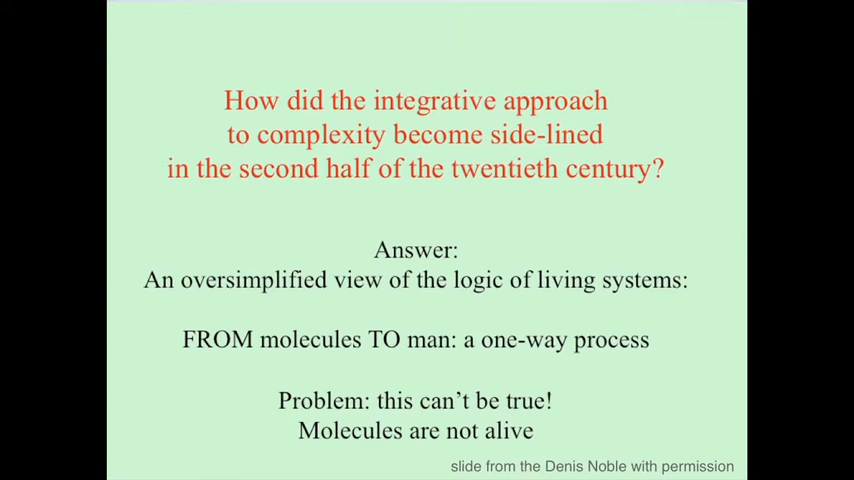 How did the integrative approach
to complexity become side-lined
in the second half of the twentieth century?
Answer:
An oversimplified view of the logic of living systems:
FROM molecules TO man: a one-way process
Problem: this can't be true!
Molecules are not alive
slide from the Denis Noble with permission